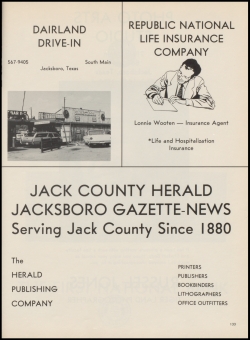 DAIRLAND
DRIVE-IN
567-9405 South Main
Jacksboro, Texas
REPUBLIC NATIONAL
LIFE INSURANCE
COMPANY
Lonnie Wooten — Insurance Agent
*Life and Hospitalization
Insurance
JACK COUNTY HERALD
JACKSBORO GAZETTE-NEWS
Serving Jack County Since 1880
The
HERALD
PUBLISHING
COMPANY
PRINTERS
PUBLISHERS
BOOKBINDERS
LITHOGRAPHERS
OFFICE OUTFITTERS